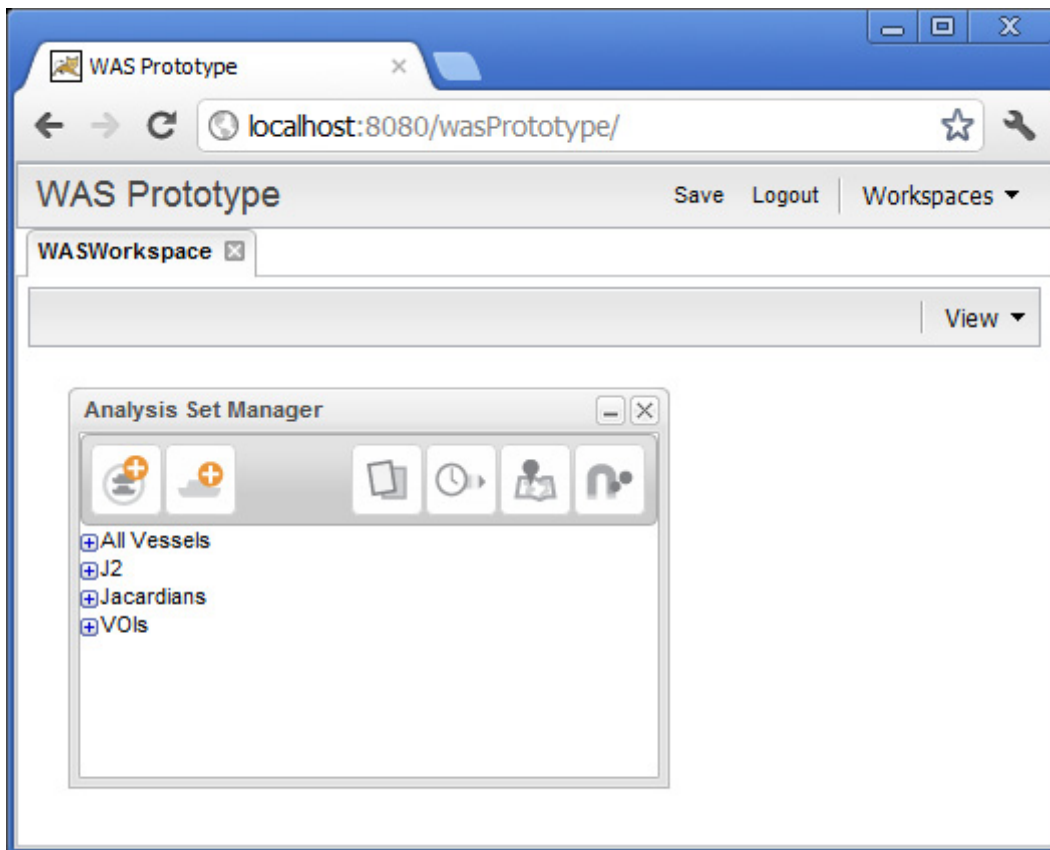 WAS Prototype
localhost:8080/wasPrototype/
WAS Prototype Save Logout Workspaces
WASWorkspace
View
Analysis Set Manager
All Vessels
J2
Jacardians
VOIs